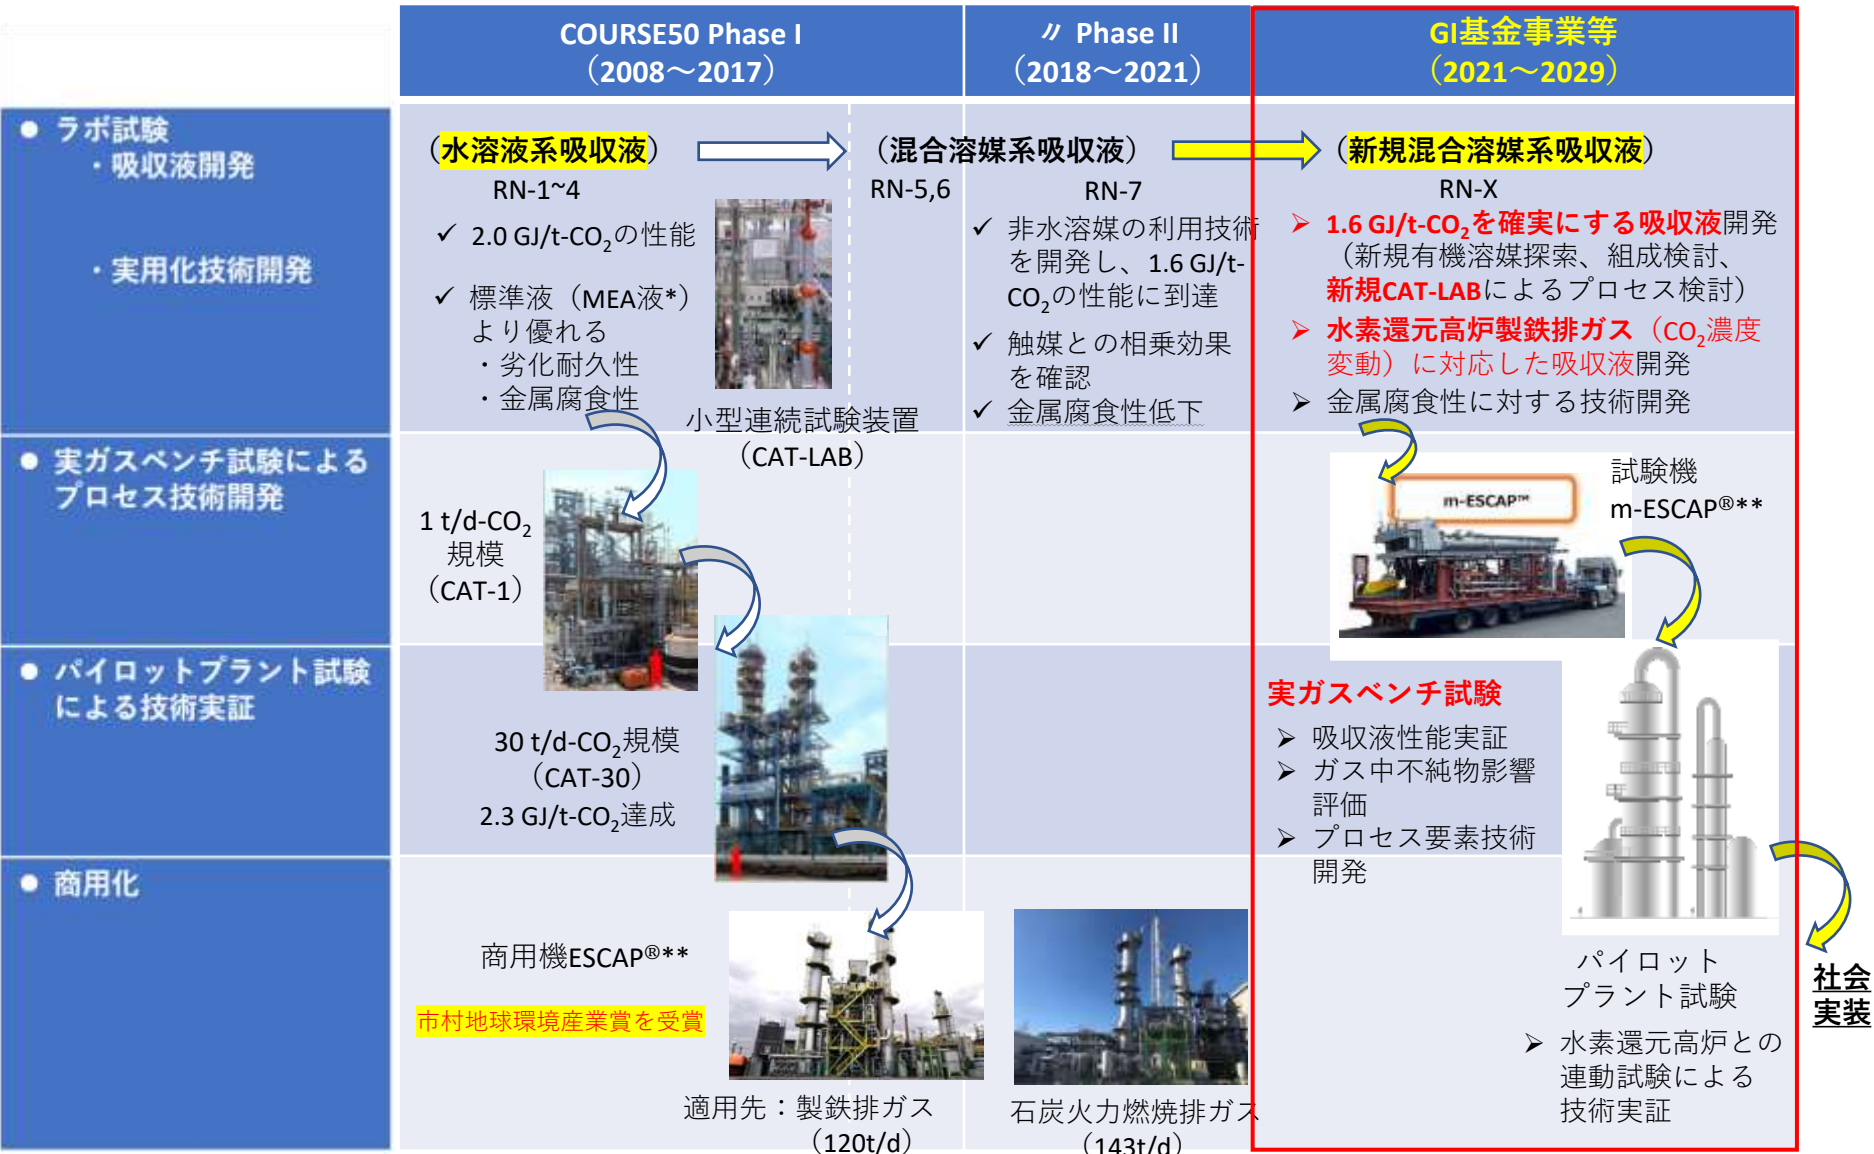 COURSE50 Phase I
（2008～2017）
〃 Phase II
（2018～2021）
GI基金事業等
（2021～2029）
● ラボ試験
・吸収液開発
・実用化技術開発
（水溶液系吸収液）
RN-1~4
✓ 2.0 GJ/t-CO₂の性能
✓ 標準液（MEA液*）
より優れる
・劣化耐久性
・金属腐食性
小型連続試験装置
（CAT-LAB）
（混合溶媒系吸収液）
RN-5,6
RN-7
✓ 非水溶媒の利用技術
を開発し、1.6 GJ/t-
CO₂の性能に到達
✓ 触媒との相乗効果
を確認
✓ 金属腐食性低下
（新規混合溶媒系吸収液）
RN-X
➢ 1.6 GJ/t-CO₂を確実にする吸収液開発
（新規有機溶媒探索、組成検討、
新規CAT-LABによるプロセス検討）
➢ 水素還元高炉製鉄排ガス（CO₂濃度
変動）に対応した吸収液開発
➢ 金属腐食性に対する技術開発
● 実ガスベンチ試験による
プロセス技術開発
1 t/d-CO₂
規模
（CAT-1）
m-ESCAP™
試験機
m-ESCAP®**
● パイロットプラント試験
による技術実証
30 t/d-CO₂規模
（CAT-30）
2.3 GJ/t-CO₂達成
実ガスベンチ試験
➢ 吸収液性能実証
➢ ガス中不純物影響
評価
➢ プロセス要素技術
開発
● 商用化
商用機ESCAP®**
市村地球環境産業賞を受賞
適用先：製鉄排ガス
（120t/d）
石炭火力燃焼排ガス
（143t/d）
パイロット
プラント試験
➢ 水素還元高炉との
連動試験による
技術実証
社会
実装